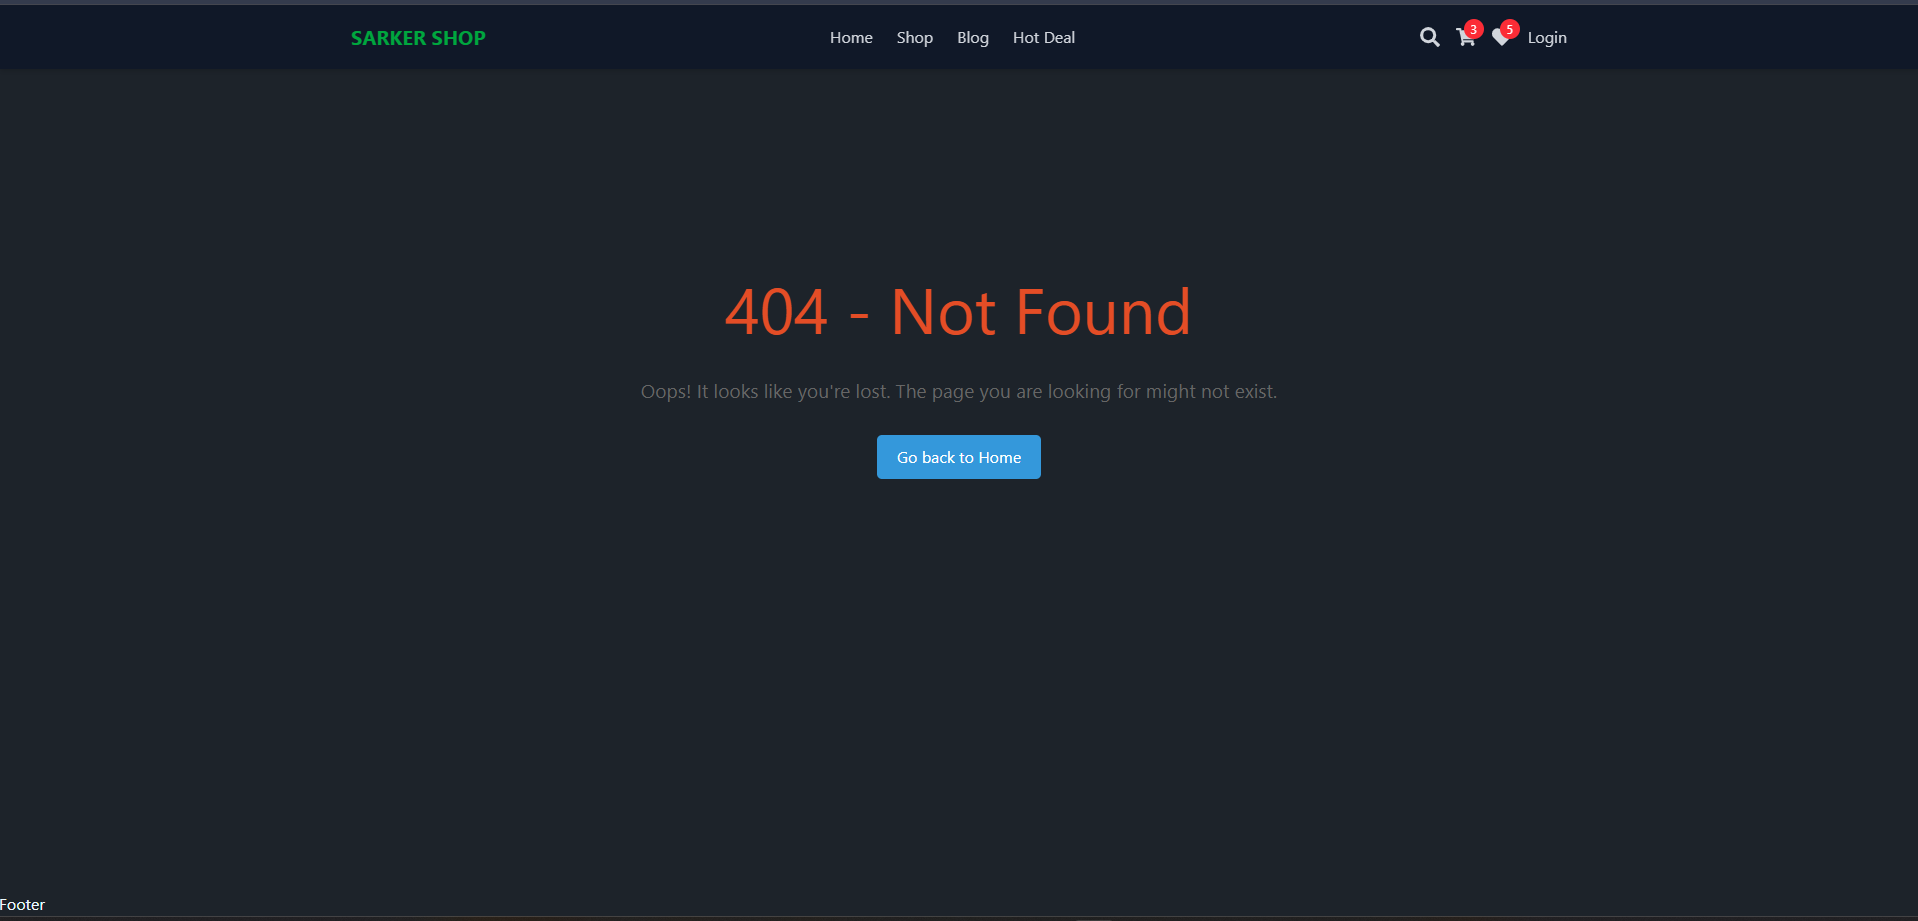 SARKER SHOP
Home Shop Blog Hot Deal
3 5 Login
404 - Not Found
Oops! It looks like you're lost. The page you are looking for might not exist.
Go back to Home
Footer